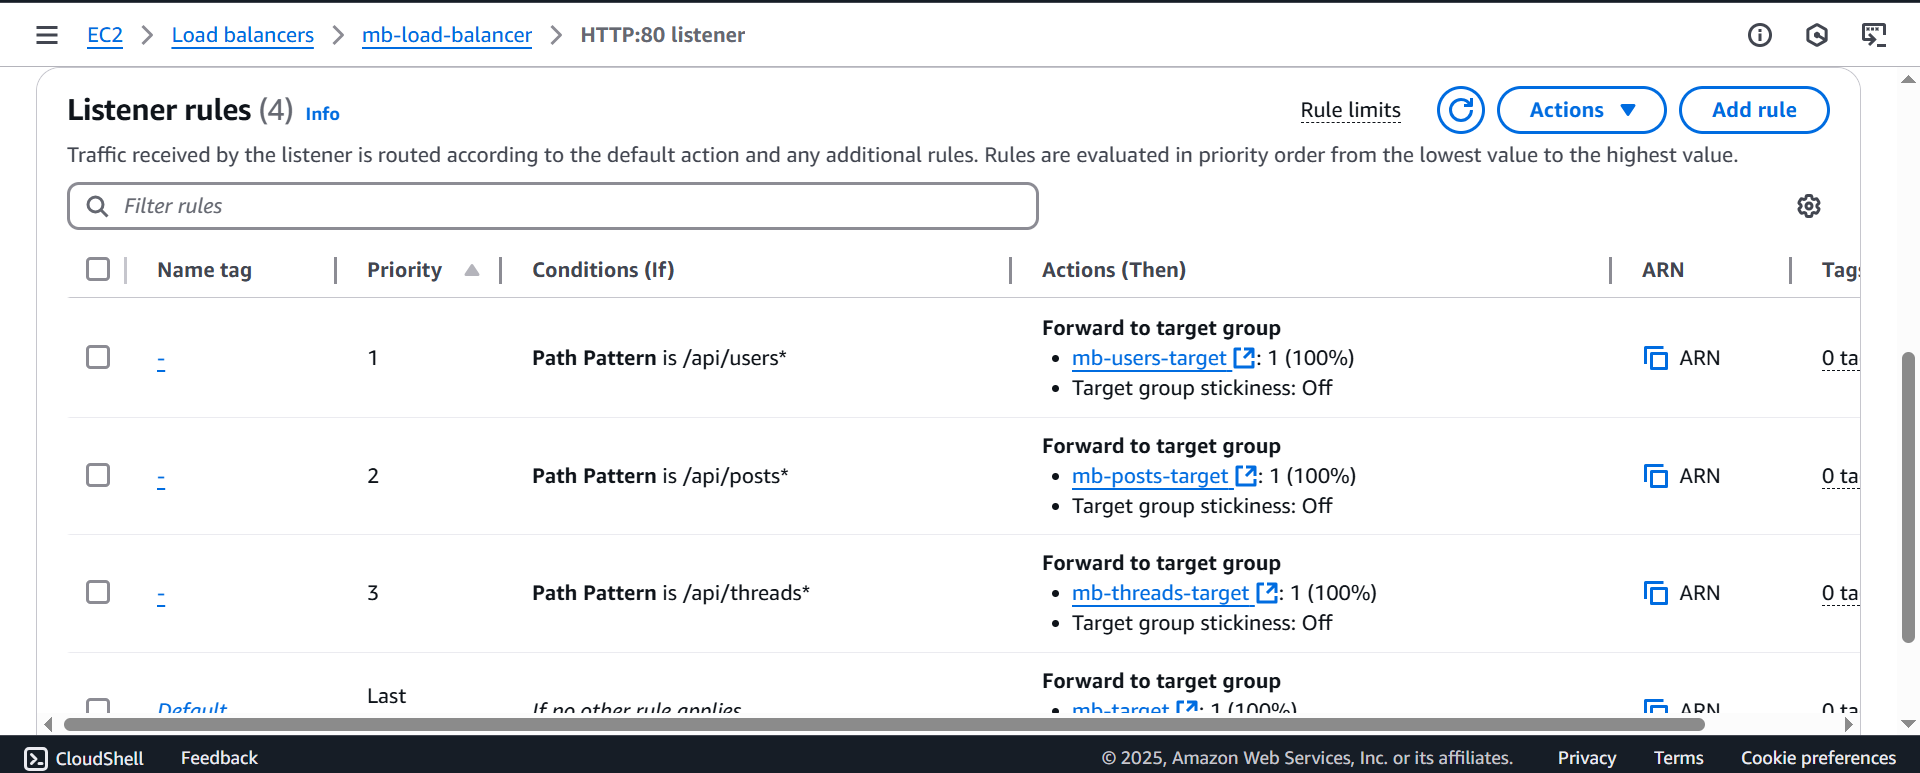 EC2 > Load balancers > mb-load-balancer > HTTP:80 listener
Listener rules (4) Info
Rule limits
Actions
Add rule
Traffic received by the listener is routed according to the default action and any additional rules. Rules are evaluated in priority order from the lowest value to the highest value.
Filter rules
Name tag Priority Conditions (If) Actions (Then) ARN Tags
Forward to target group
- 1 Path Pattern is /api/users* • mb-users-target : 1 (100%) ARN 0 ta
• Target group stickiness: Off
Forward to target group
- 2 Path Pattern is /api/posts* • mb-posts-target : 1 (100%) ARN 0 ta
• Target group stickiness: Off
Forward to target group
- 3 Path Pattern is /api/threads* • mb-threads-target : 1 (100%) ARN 0 ta
• Target group stickiness: Off
Forward to target group
Last
Default If no other rule applies • mb-target : 1 (100%) ARN 0 ta
CloudShell Feedback © 2025, Amazon Web Services, Inc. or its affiliates. Privacy Terms Cookie preferences